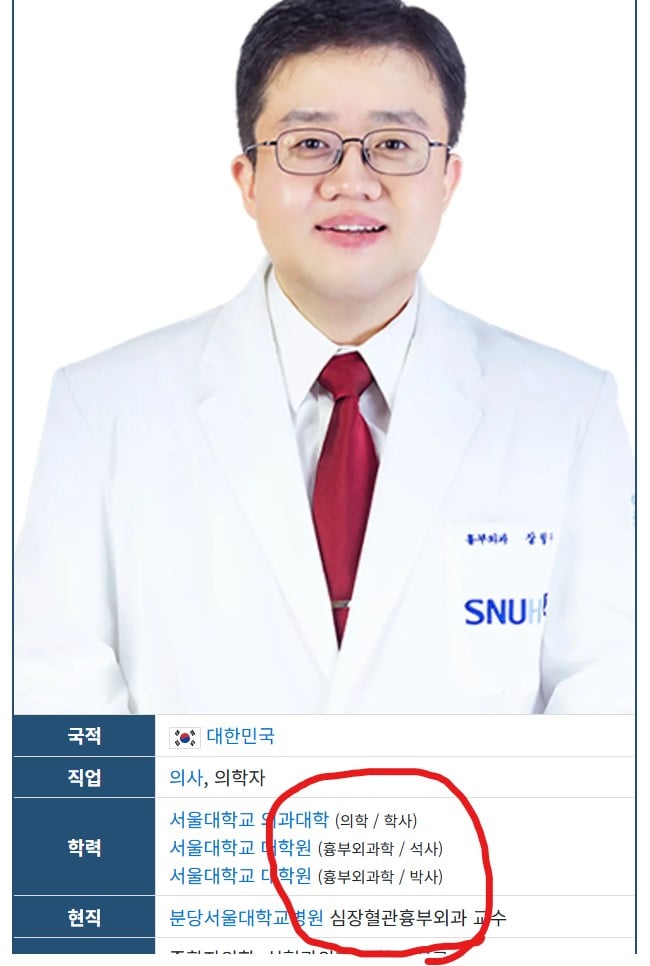 흉부외과 장
SNUH
국적 대한민국
직업 의사, 의학자
서울대학교 의과대학 (의학 / 학사)
학력 서울대학교 대학원 (흉부외과학 / 석사)
서울대학교 대학원 (흉부외과학 / 박사)
현직 분당서울대학교병원 심장혈관흉부외과 교수